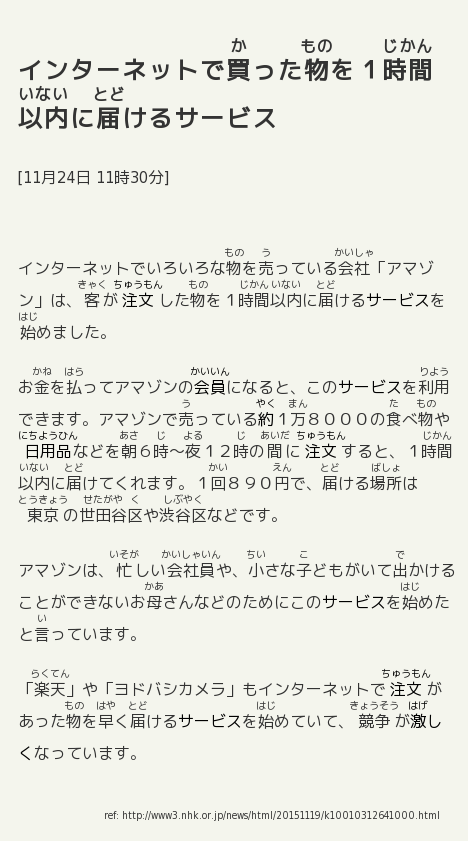 インターネットで買った物を１時間
以内に届けるサービス
[11月24日 11時30分]
インターネットでいろいろな物を売っている会社「アマゾ
ン」は、客が注文した物を１時間以内に届けるサービスを
始めました。
お金を払ってアマゾンの会員になると、このサービスを利用
できます。アマゾンで売っている約１万８０００の食べ物や
日用品などを朝６時〜夜１２時の間に注文すると、１時間
以内に届けてくれます。１回８９０円で、届ける場所は
東京の世田谷区や渋谷区などです。
アマゾンは、忙しい会社員や、小さな子どもがいて出かける
ことができないお母さんなどのためにこのサービスを始めた
と言っています。
「楽天」や「ヨドバシカメラ」もインターネットで注文が
あった物を早く届けるサービスを始めていて、競争が激し
くなっています。
ref: http://www3.nhk.or.jp/news/html/20151119/k10010312641000.html